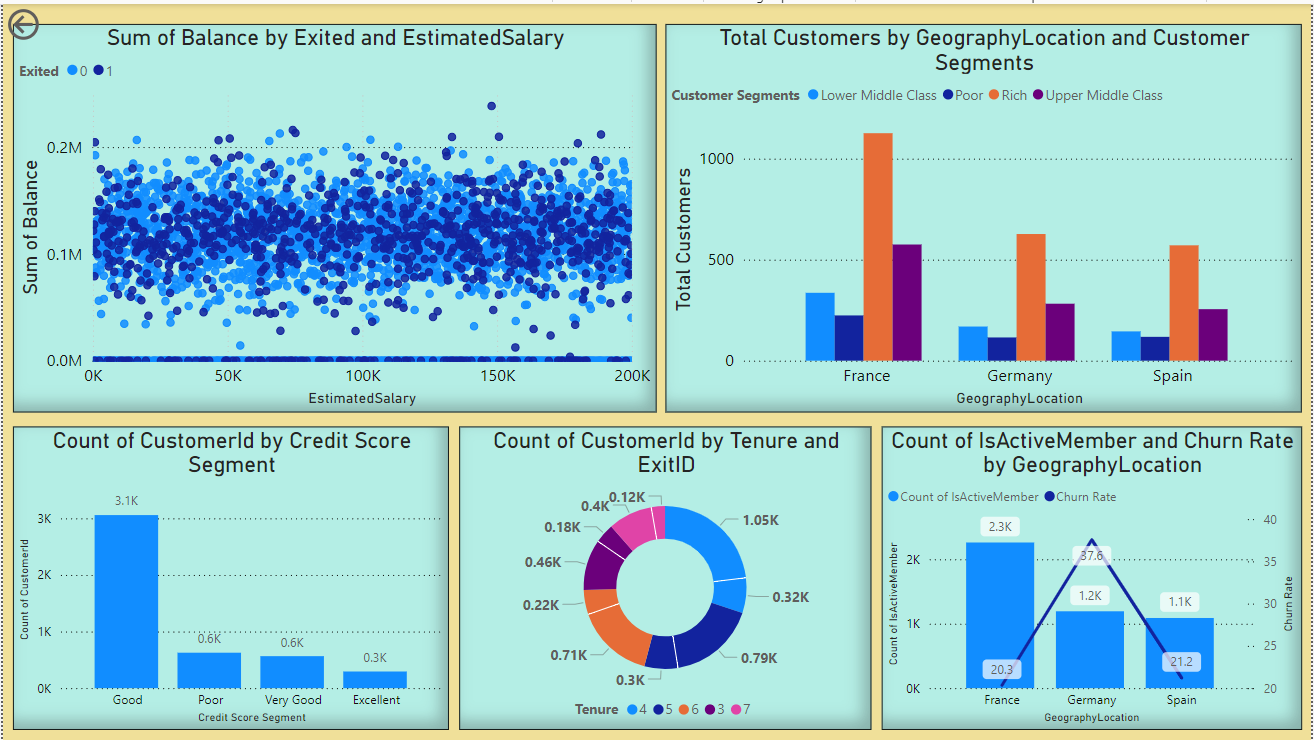 Sum of Balance by Exited and EstimatedSalary
Exited 0 1
Sum of Balance
0.2M
0.1M
0.0M
0K 50K 100K 150K 200K
EstimatedSalary
Total Customers by GeographyLocation and Customer
Segments
Customer Segments Lower Middle Class Poor Rich Upper Middle Class
Total Customers
1000
500
0
France Germany Spain
GeographyLocation
Count of CustomerId by Credit Score
Segment
Count of CustomerId
3.1K
3K
2K
1K
0.6K 0.6K
0.3K
0K
Good Poor Very Good Excellent
Credit Score Segment
Count of CustomerId by Tenure and
ExitID
0.12K
0.4K
1.05K
0.18K
0.46K
0.32K
0.22K
0.71K
0.79K
0.3K
Tenure 4 5 6 3 7
Count of IsActiveMember and Churn Rate
by GeographyLocation
Count of IsActiveMember Churn Rate
Count of IsActiveMember
2K
1K
0K
2.3K
37.6
1.2K
1.1K
20.3
21.2
40
35
30
25
20
Churn Rate
France Germany Spain
GeographyLocation